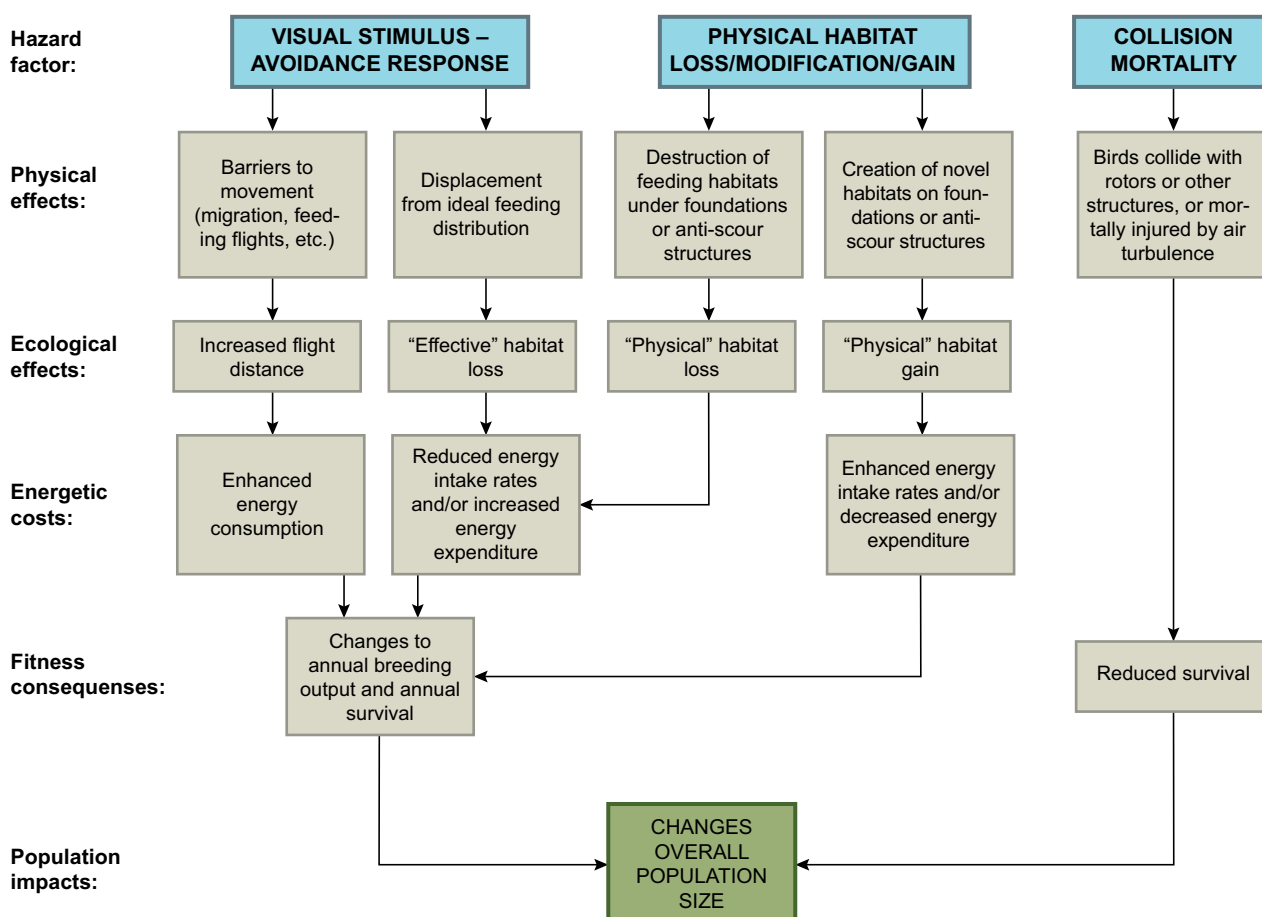 Hazard
factor:
VISUAL STIMULUS –
AVOIDANCE RESPONSE
PHYSICAL HABITAT
LOSS/MODIFICATION/GAIN
COLLISION
MORTALITY
Physical
effects:
Barriers to
movement
(migration, feed-
ing flights, etc.)
Displacement
from ideal feeding
distribution
Destruction of
feeding habitats
under foundations
or anti-scour
structures
Creation of novel
habitats on foun-
dations or anti-
scour structures
Birds collide with
rotors or other
structures, or mor-
tally injured by air
turbulence
Ecological
effects:
Increased flight
distance
“Effective” habitat
loss
“Physical” habitat
loss
“Physical” habitat
gain
Energetic
costs:
Enhanced
energy
consumption
Reduced energy
intake rates
and/or increased
energy
expenditure
Enhanced energy
intake rates and/or
decreased energy
expenditure
Fitness
consequenses:
Changes to
annual breeding
output and annual
survival
Reduced survival
Population
impacts:
CHANGES
OVERALL
POPULATION
SIZE